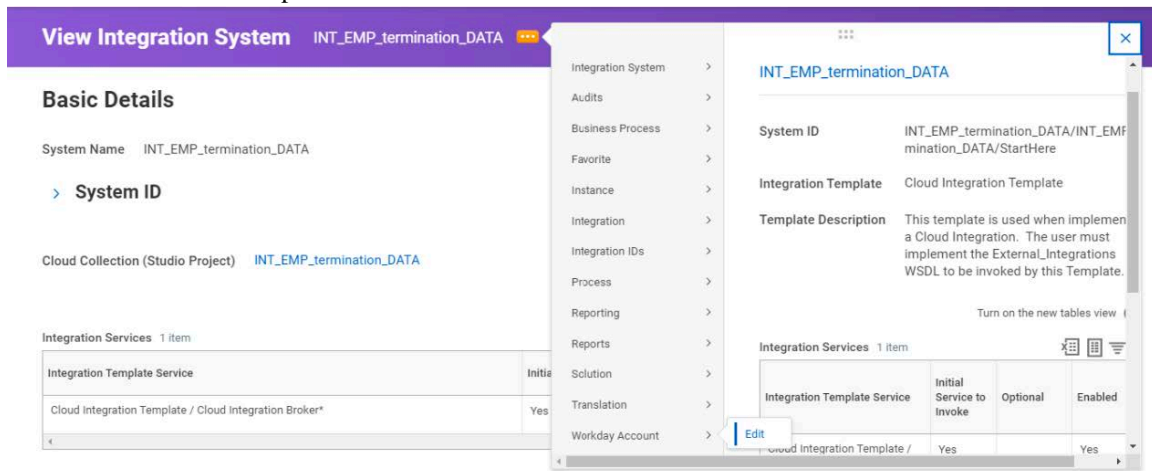 View Integration System INT_EMP_termination_DATA
Basic Details
System Name INT_EMP_termination_DATA
System ID
Cloud Collection (Studio Project) INT_EMP_termination_DATA
Integration Services 1 item
Integration Template Service Initia
Cloud Integration Template / Cloud Integration Broker* Yes
Integration System
Audits
Business Process
Favorite
Instance
Integration
Integration IDs
Process
Reporting
Reports
Solution
Translation
Workday Account
Edit
INT_EMP_termination_DATA
System ID INT_EMP_termination_DATA/INT_EMP
mination_DATA/StartHere
Integration Template Cloud Integration Template
Template Description This template is used when implemen
a Cloud Integration. The user must
implement the External_Integrations
WSDL to be invoked by this Template.
Turn on the new tables view
Integration Services 1 item
Integration Template Service Initial Service to Invoke Optional Enabled
Cloud Integration Template / Yes Yes